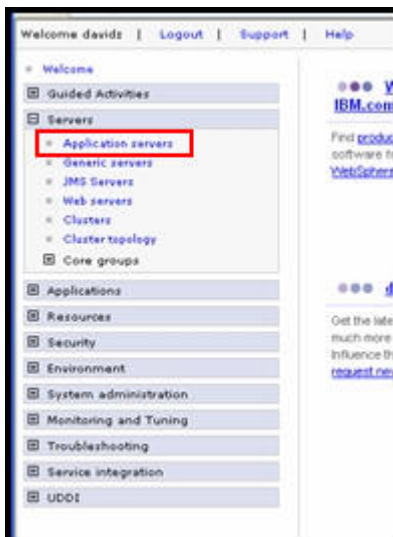 Welcome davids | Logout | Support | Help
Welcome
Guided Activities
Servers
Application servers
Generic servers
JMS Servers
Web servers
Clusters
Cluster topology
Core groups
Applications
Resources
Security
Environment
System administration
Monitoring and Tuning
Troubleshooting
Service integration
UDDI
W
IBM.com
Find produc
software f
WebSphere
d
Get the late
much more
Influence th
request nev